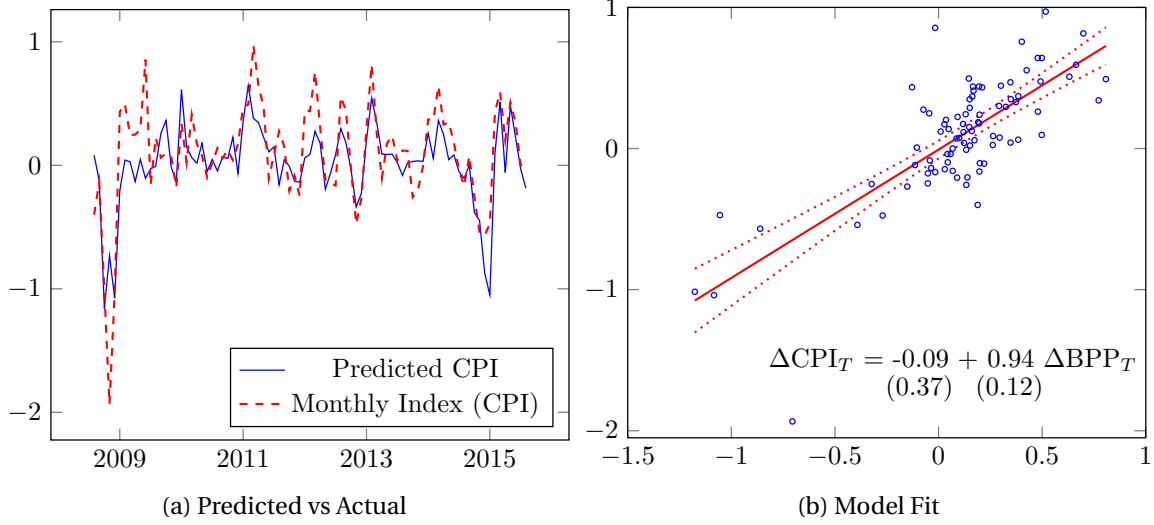 1
0
−1
−2
2009 2011 2013 2015
Predicted CPI
Monthly Index (CPI)
(a) Predicted vs Actual
1
0
−1
−2
−1.5 −1 −0.5 0 0.5 1
ΔCPI_T = -0.09 + 0.94 ΔBPP_T
(0.37) (0.12)
(b) Model Fit